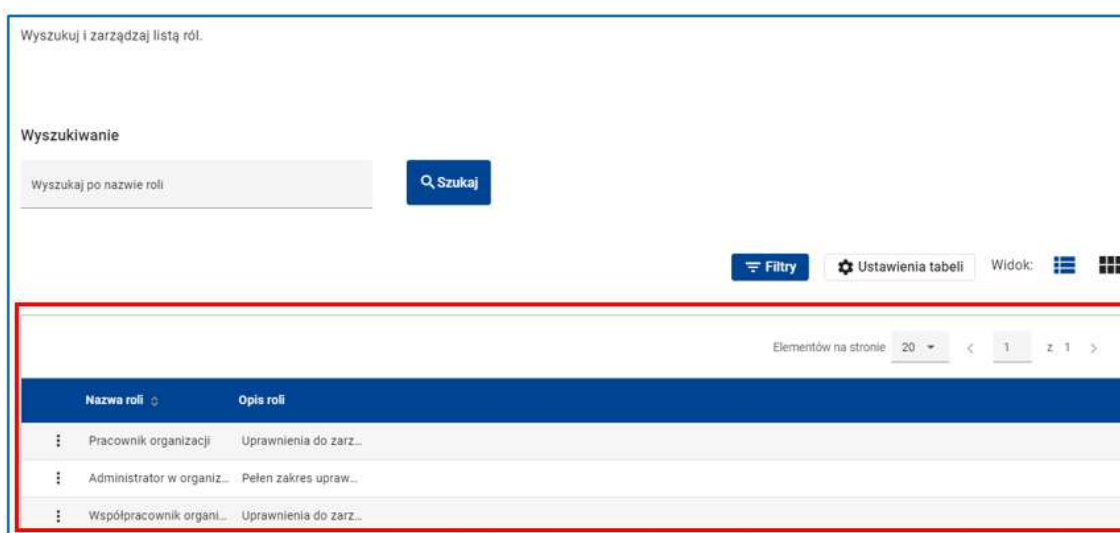 Wyszukuj i zarządzaj listą ról.
Wyszukiwanie
Wyszukaj po nazwie roli
Szukaj
Filtry Ustawienia tabeli Widok:
Elementów na stronie 20 1 z 1
Nazwa roli Opis roli
Pracownik organizacji Uprawnienia do zarz...
Administrator w organiz... Pełen zakres upraw...
Współpracownik organi... Uprawnienia do zarz...